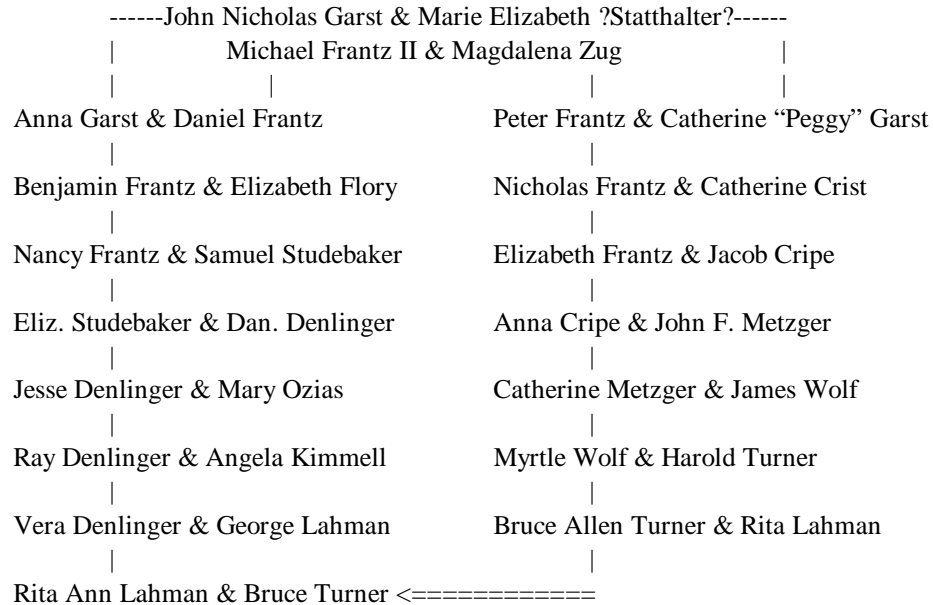 ------John Nicholas Garst & Marie Elizabeth ?Statthalter?------
| Michael Frantz II & Magdalena Zug |
| | | |
Anna Garst & Daniel Frantz Peter Frantz & Catherine “Peggy” Garst
| |
Benjamin Frantz & Elizabeth Flory Nicholas Frantz & Catherine Crist
| |
Nancy Frantz & Samuel Studebaker Elizabeth Frantz & Jacob Cripe
| |
Eliz. Studebaker & Dan. Denlinger Anna Cripe & John F. Metzger
| |
Jesse Denlinger & Mary Ozias Catherine Metzger & James Wolf
| |
Ray Denlinger & Angela Kimmell Myrtle Wolf & Harold Turner
| |
Vera Denlinger & George Lahman Bruce Allen Turner & Rita Lahman
| |
Rita Ann Lahman & Bruce Turner <============